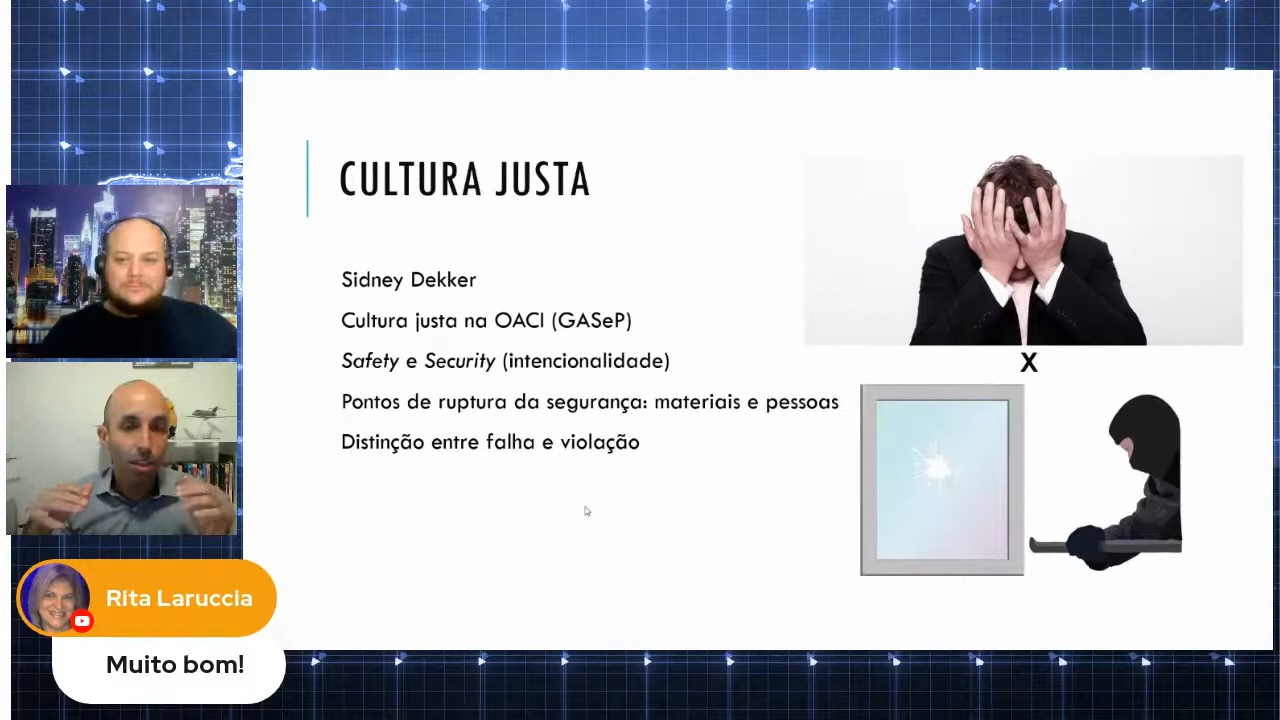 CULTURA JUSTA
Sidney Dekker
Cultura justa na OACI (GASeP)
Safety e Security (intencionalidade)
Pontos de ruptura da segurança: materiais e pessoas
Distinção entre falha e violação
X
Rita Laruccia
Muito bom!